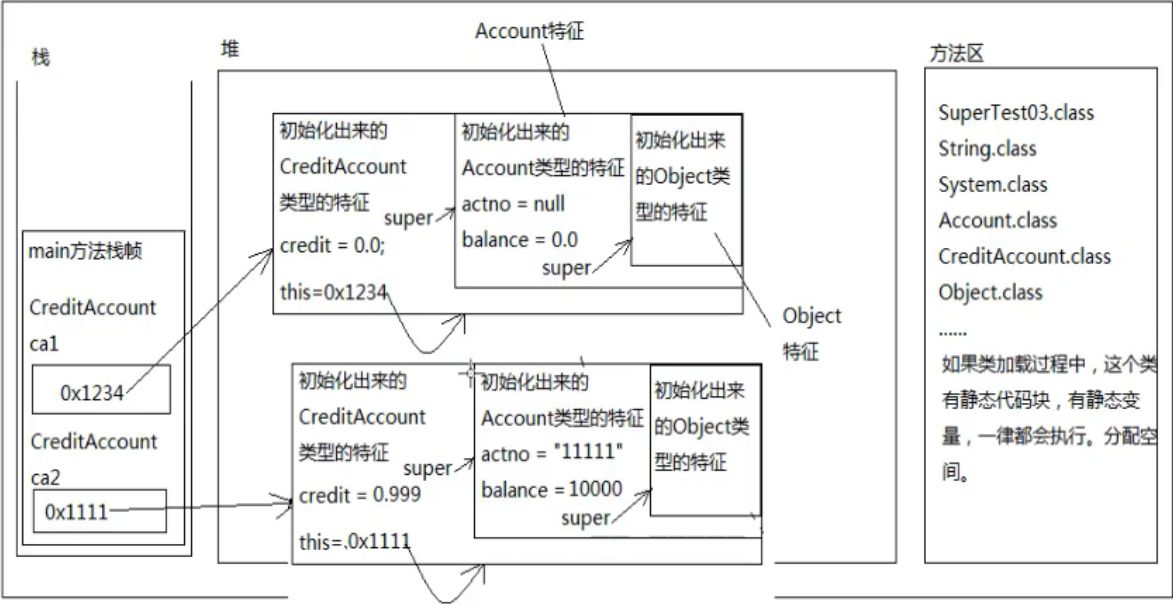 Account特征
栈
堆
方法区
初始化出来的
CreditAccount
类型的特征
super
credit = 0.0;
this=0x1234
初始化出来的
Account类型的特征
actno = null
balance = 0.0
super
初始化出来
的Object类
型的特征
Object
特征
main方法栈帧
CreditAccount
ca1
0x1234
CreditAccount
ca2
0x1111
初始化出来的
CreditAccount
类型的特征
super
credit = 0.999
this=.0x1111
初始化出来的
Account类型的特征
actno = "11111"
balance = 10000
super
初始化出来
的Object类
型的特征
SuperTest03.class
String.class
System.class
Account.class
CreditAccount.class
Object.class
......
如果类加载过程中，这个类
有静态代码块，有静态变
量，一律都会执行。分配空
间。